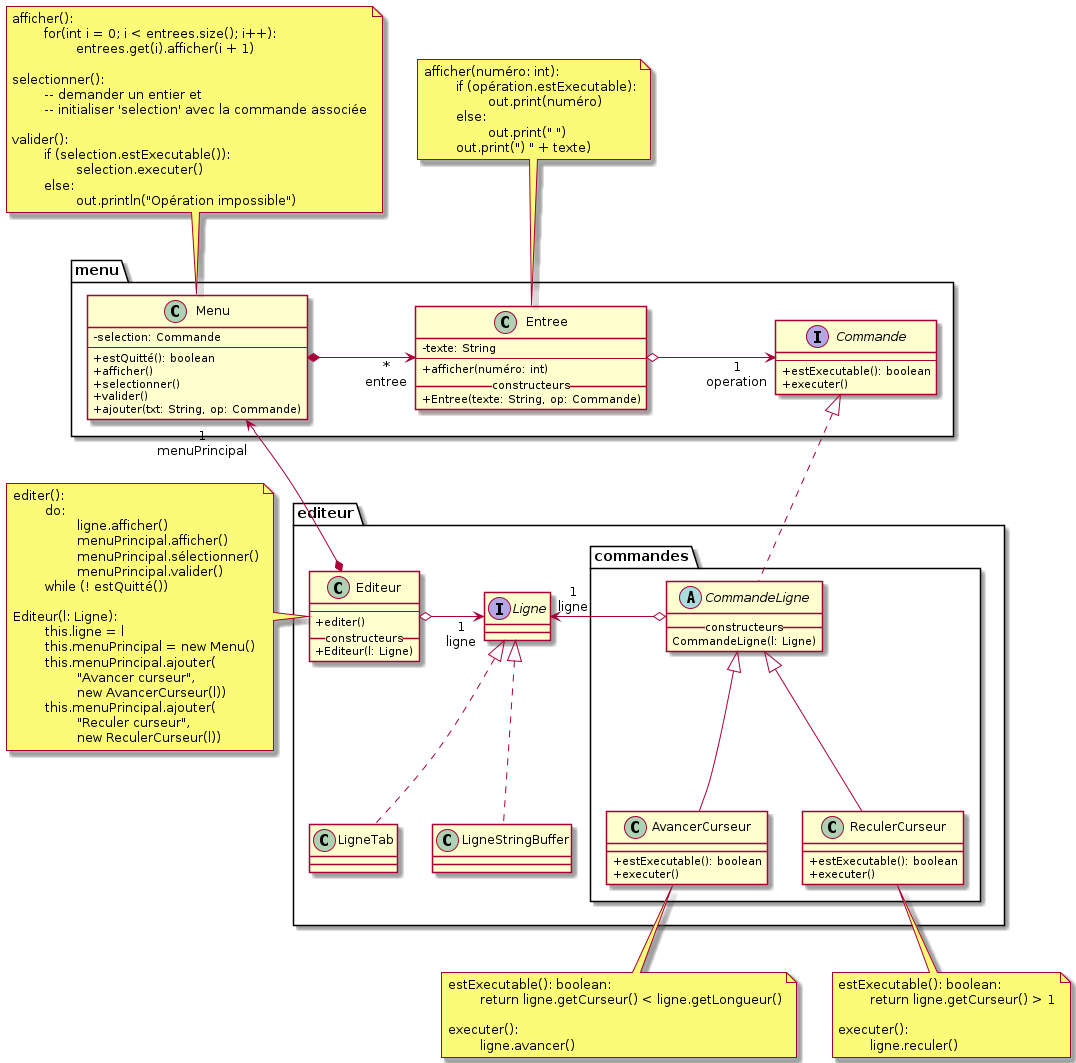 afficher():
for(int i = 0; i < entrees.size(); i++):
entrees.get(i).afficher(i + 1)
selectionner():
-- demander un entier et
-- initialiser 'selection' avec la commande associée
valider():
if (selection.estExecutable()):
selection.executer()
else:
out.println("Opération impossible")
afficher(numéro: int):
if (opération.estExecutable):
out.print(numéro)
else:
out.print(" ")
out.print(") " + texte)
menu
C Menu
-selection: Commande
+estQuitté(): boolean
+afficher()
+selectionner()
+valider()
+ajouter(txt: String, op: Commande)
*
entree
C Entree
-texte: String
+afficher(numéro: int)
constructeurs
+Entree(texte: String, op: Commande)
1
operation
I Commande
+estExecutable(): boolean
+executer()
1
menuPrincipal
editer():
do:
ligne.afficher()
menuPrincipal.afficher()
menuPrincipal.sélectionner()
menuPrincipal.valider()
while (! estQuitté())
Editeur(l: Ligne):
this.ligne = l
this.menuPrincipal = new Menu()
this.menuPrincipal.ajouter(
"Avancer curseur",
new AvancerCurseur(l))
this.menuPrincipal.ajouter(
"Reculer curseur",
new ReculerCurseur(l))
editeur
C Editeur
+editer()
constructeurs
+Editeur(l: Ligne)
1
ligne
I Ligne
1
ligne
commandes
A CommandeLigne
constructeurs
CommandeLigne(l: Ligne)
C LigneTab
C LigneStringBuffer
C AvancerCurseur
+estExecutable(): boolean
+executer()
C ReculerCurseur
+estExecutable(): boolean
+executer()
estExecutable(): boolean:
return ligne.getCurseur() < ligne.getLongueur()
executer():
ligne.avancer()
estExecutable(): boolean:
return ligne.getCurseur() > 1
executer():
ligne.reculer()